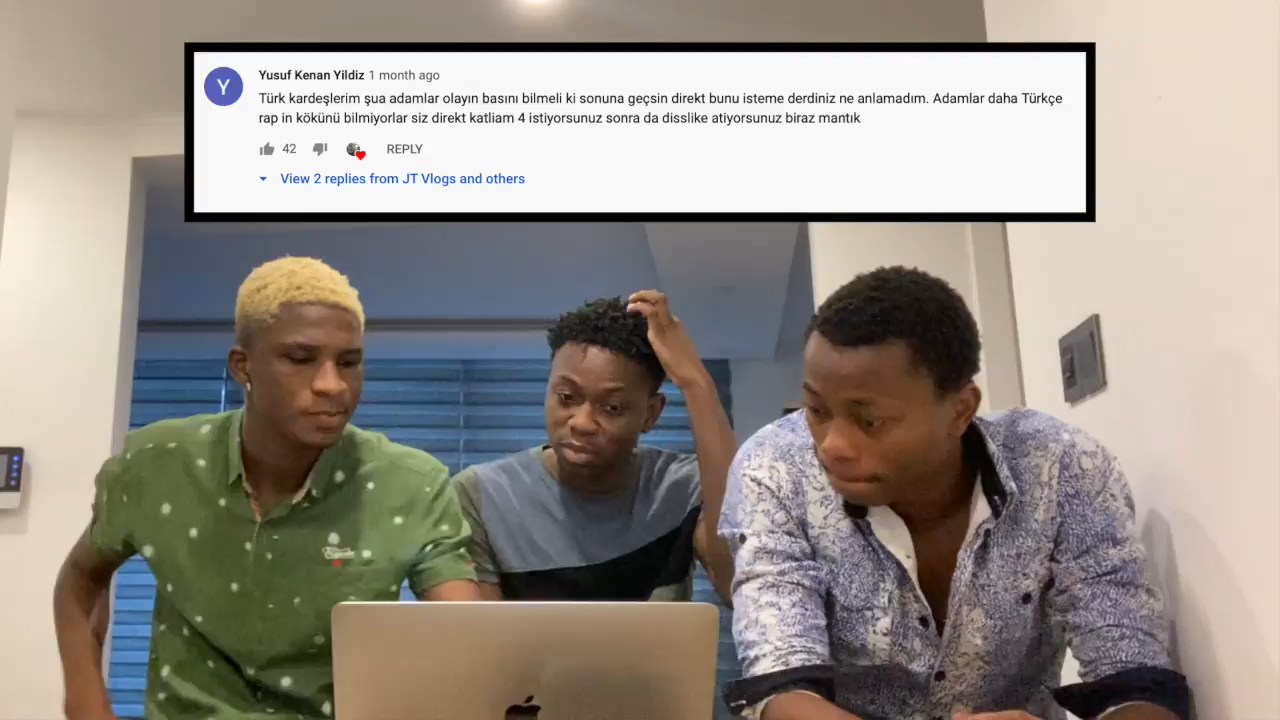 Y
Yusuf Kenan Yildiz 1 month ago
Türk kardeşlerim şua adamlar olayın basını bilmeli ki sonuna geçsin direkt bunu isteme derdiniz ne anlamadım. Adamlar daha Türkçe
rap in kökünü bilmiyorlar siz direkt katliam 4 istiyorsunuz sonra da disslike atiyorsunuz biraz mantık
42 REPLY
View 2 replies from JT Vlogs and others